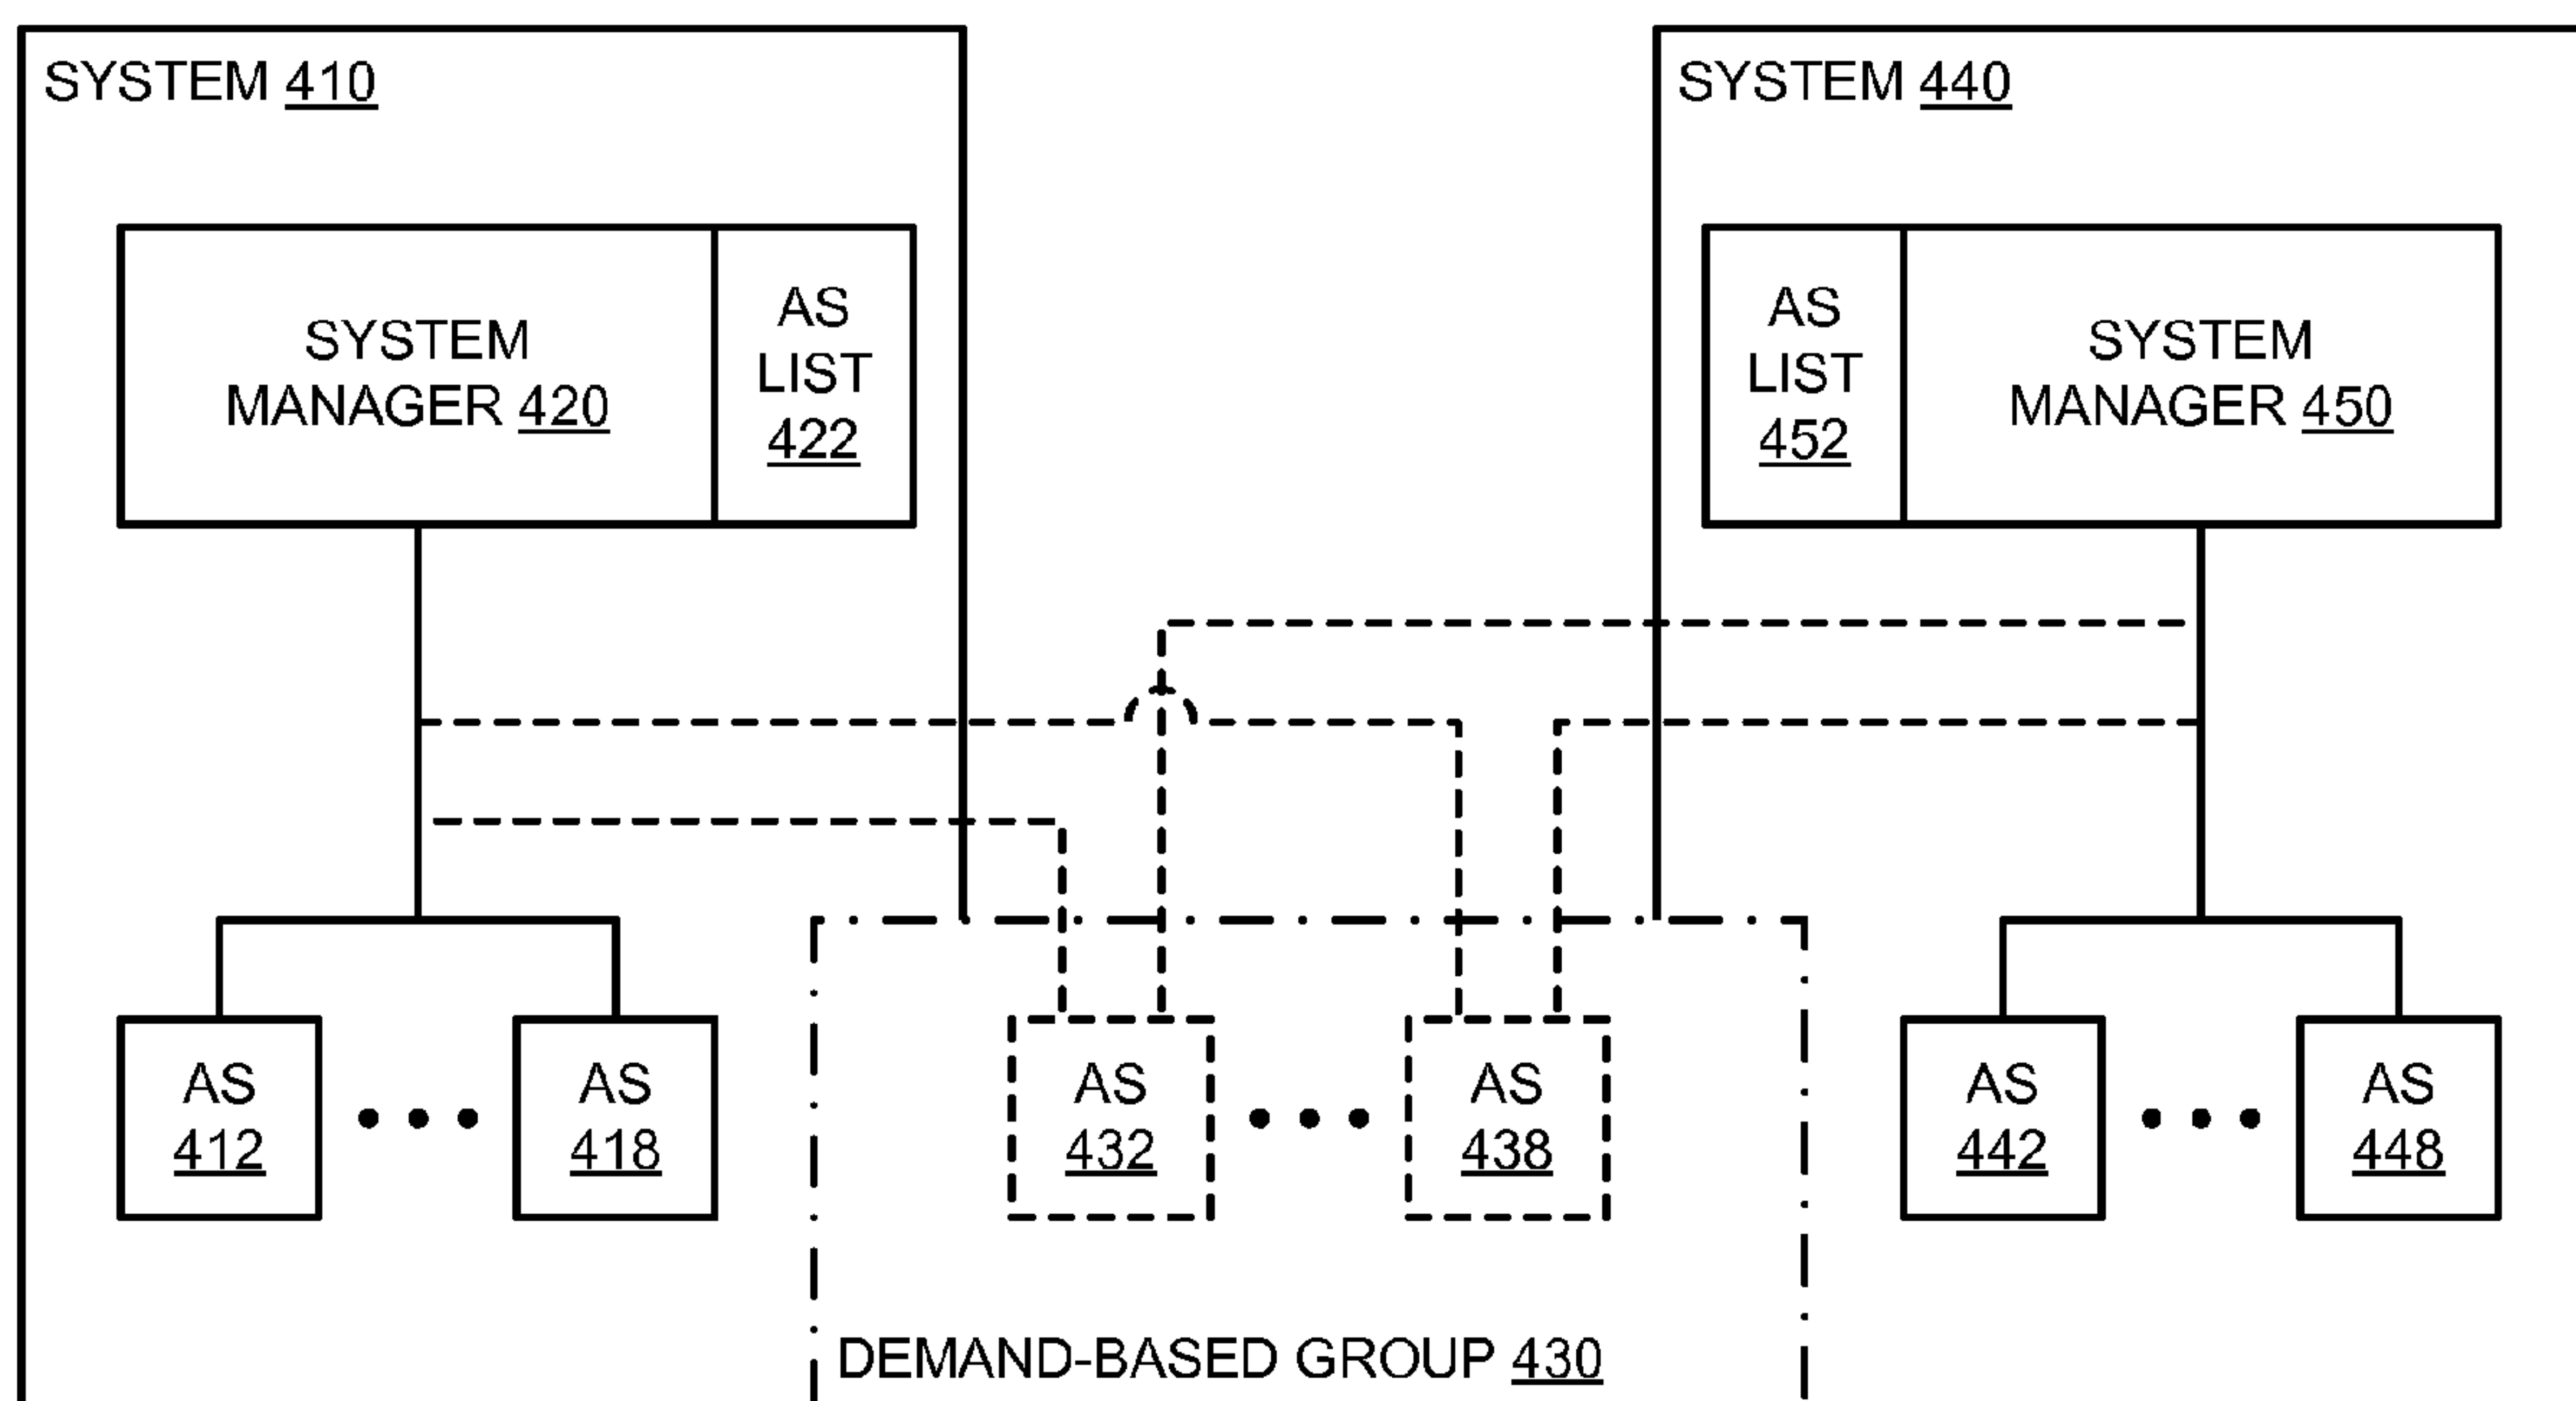 SYSTEM 410
SYSTEM 440
SYSTEM
MANAGER 420
AS
LIST
422
AS
LIST
452
SYSTEM
MANAGER 450
AS
412
AS
418
AS
432
AS
438
AS
442
AS
448
DEMAND-BASED GROUP 430